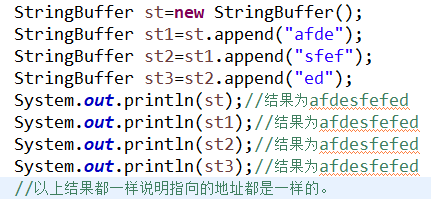 StringBuffer st=new StringBuffer();
StringBuffer st1=st.append("afde");
StringBuffer st2=st1.append("sfef");
StringBuffer st3=st2.append("ed");
System.out.println(st);//结果为afdesfefed
System.out.println(st1);//结果为afdesfefed
System.out.println(st2);//结果为afdesfefed
System.out.println(st3);//结果为afdesfefed
//以上结果都一样说明指向的地址都是一样的。